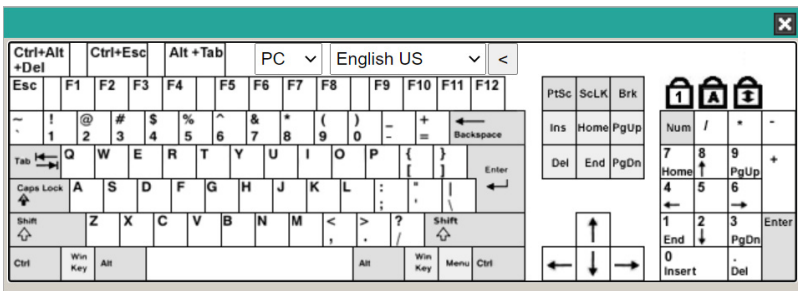 Ctrl+Alt +Del Ctrl+Esc Alt +Tab PC English US <
Esc F1 F2 F3 F4 F5 F6 F7 F8 F9 F10 F11 F12
PtSc ScLK Brk 1 A
~ ! @ # $ % ^ & * ( ) _ +
` 1 2 3 4 5 6 7 8 9 0 - = ← Backspace
Ins Home PgUp Num / * -
Tab Q W E R T Y U I O P { }
[ ] Enter
Del End PgDn 7 Home 8 ↑ 9 PgUp +
Caps Lock A S D F G H J K L : " |
; ' \
4 ← 5 6 →
Shift Z X C V B N M < > ? Shift
, . /
↑ 1 End 2 ↓ 3 PgDn Enter
Ctrl Win Key Alt Alt Win Key Menu Ctrl
← ↓ → 0 Insert . Del